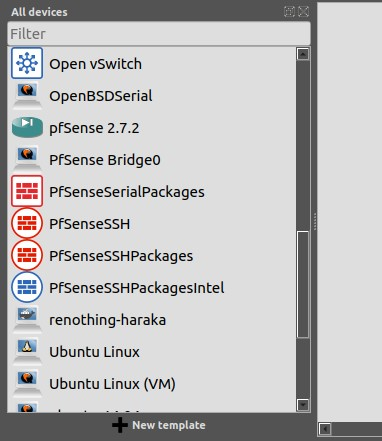 All devices
Filter
Open vSwitch
OpenBSDSerial
pfSense 2.7.2
PfSense Bridge0
PfSenseSerialPackages
PfSenseSSH
PfSenseSSHPackages
PfSenseSSHPackagesIntel
renothing-haraka
Ubuntu Linux
Ubuntu Linux (VM)
New template